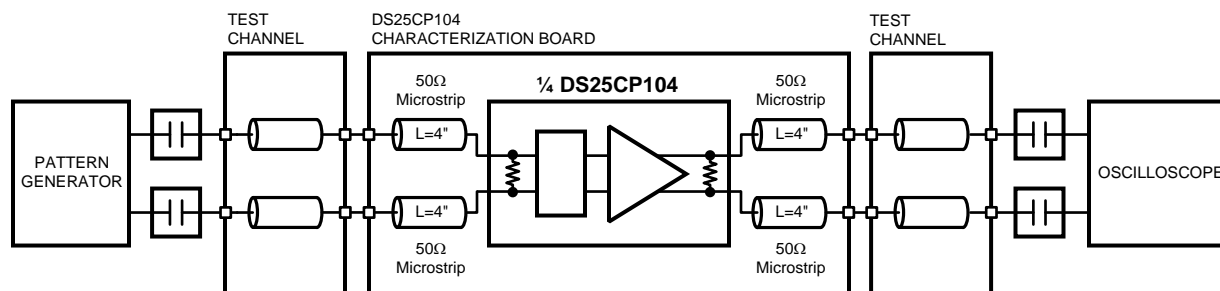 TEST
CHANNEL
DS25CP104
CHARACTERIZATION BOARD
TEST
CHANNEL
50Ω
Microstrip
¼ DS25CP104
50Ω
Microstrip
L=4"
L=4"
PATTERN
GENERATOR
OSCILLOSCOPE
L=4"
L=4"
50Ω
Microstrip
50Ω
Microstrip